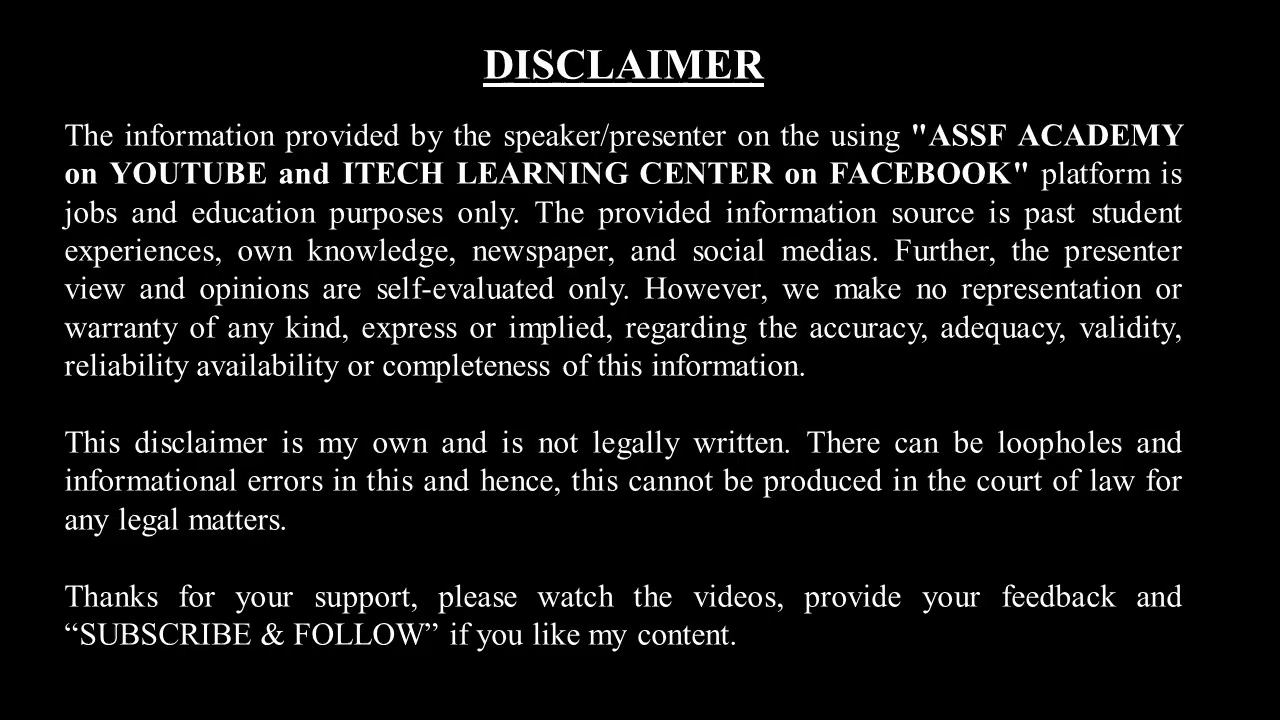 DISCLAIMER
The information provided by the speaker/presenter on the using "ASSF ACADEMY
on YOUTUBE and ITECH LEARNING CENTER on FACEBOOK" platform is
jobs and education purposes only. The provided information source is past student
experiences, own knowledge, newspaper, and social medias. Further, the presenter
view and opinions are self-evaluated only. However, we make no representation or
warranty of any kind, express or implied, regarding the accuracy, adequacy, validity,
reliability availability or completeness of this information.
This disclaimer is my own and is not legally written. There can be loopholes and
informational errors in this and hence, this cannot be produced in the court of law for
any legal matters.
Thanks for your support, please watch the videos, provide your feedback and
“SUBSCRIBE & FOLLOW” if you like my content.